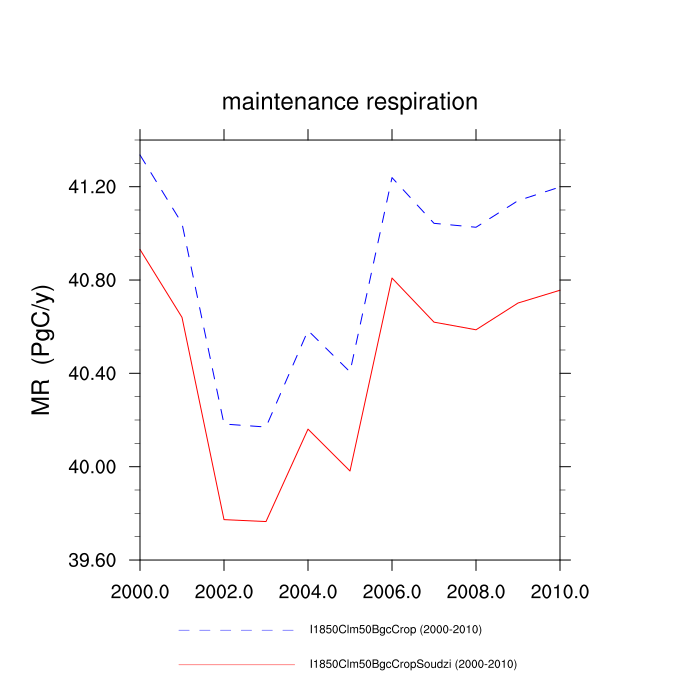 maintenance respiration
MR (PgC/y)
41.20
40.80
40.40
40.00
39.60
2000.0 2002.0 2004.0 2006.0 2008.0 2010.0
I1850Clm50BgcCrop (2000-2010)
I1850Clm50BgcCropSoudzi (2000-2010)